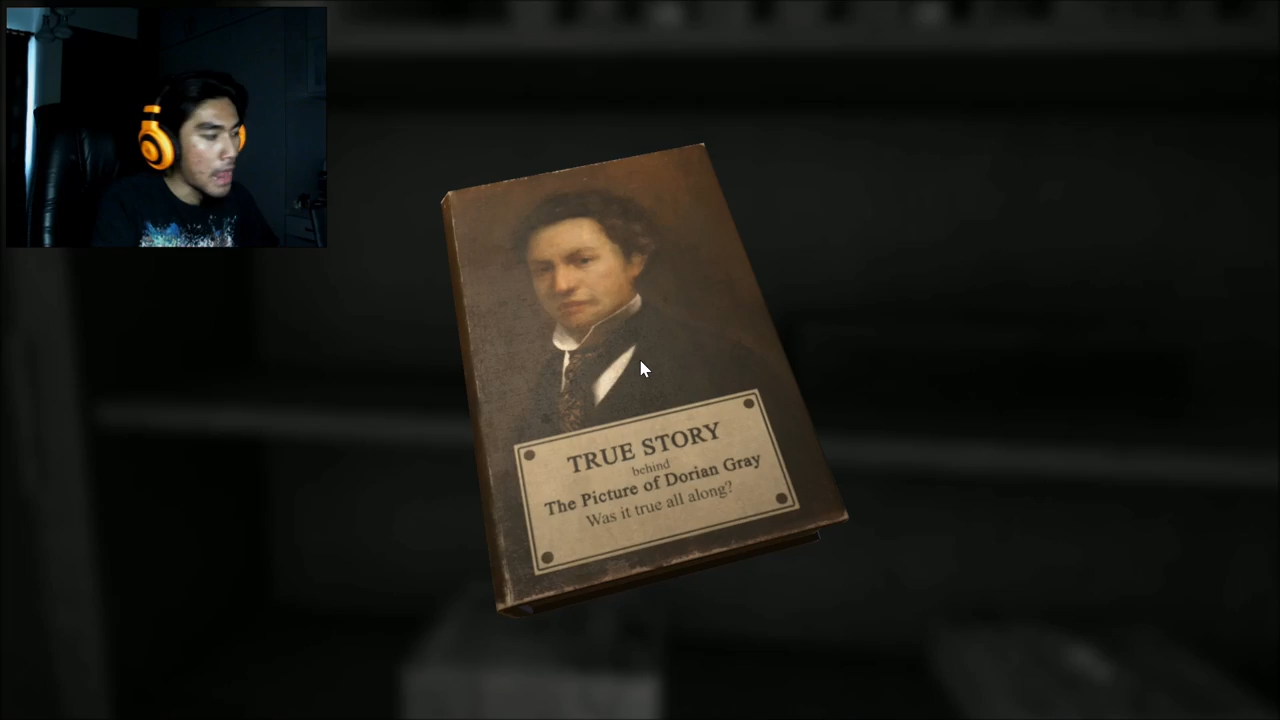 TRUE STORY
behind
The Picture of Dorian Gray
Was it true all along?